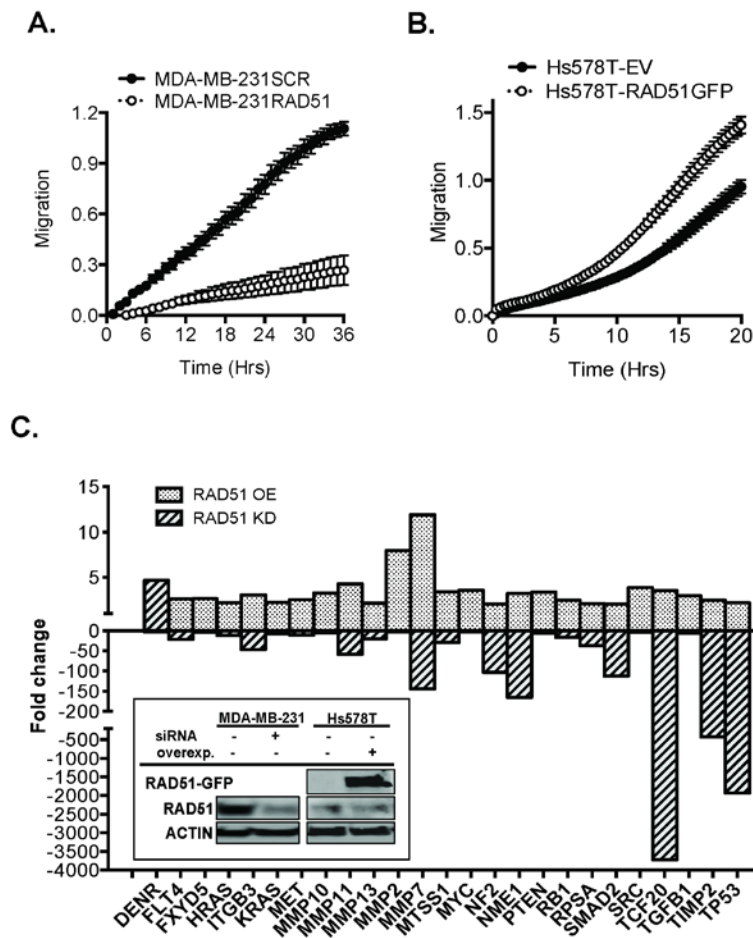 A.
MDA-MB-231SCR
MDA-MB-231RAD51
1.2
0.9
0.6
0.3
0.0
Migration
0 6 12 18 24 30 36
Time (Hrs)
B.
Hs578T-EV
Hs578T-RAD51GFP
1.5
1.0
0.5
0.0
Migration
0 5 10 15 20
Time (Hrs)
C.
RAD51 OE
RAD51 KD
15
10
5
0
-50
-100
-150
-200
-500
-1000
-1500
-2000
-2500
-3000
-4000
Fold change
MDA-MB-231 Hs578T
siRNA - + - -
overexp. - - - +
RAD51-GFP
RAD51
ACTIN
DENR
FLT4
FXYD5
HRAS
ITGB3
KRAS
MET
MMP10
MMP11
MMP13
MMP2
MMP7
MTSS1
MYC
NF2
NME1
PTEN
RB1
RPSA
SMAD2
SRC
TCF20
TGFB1
TIMP2
TP53